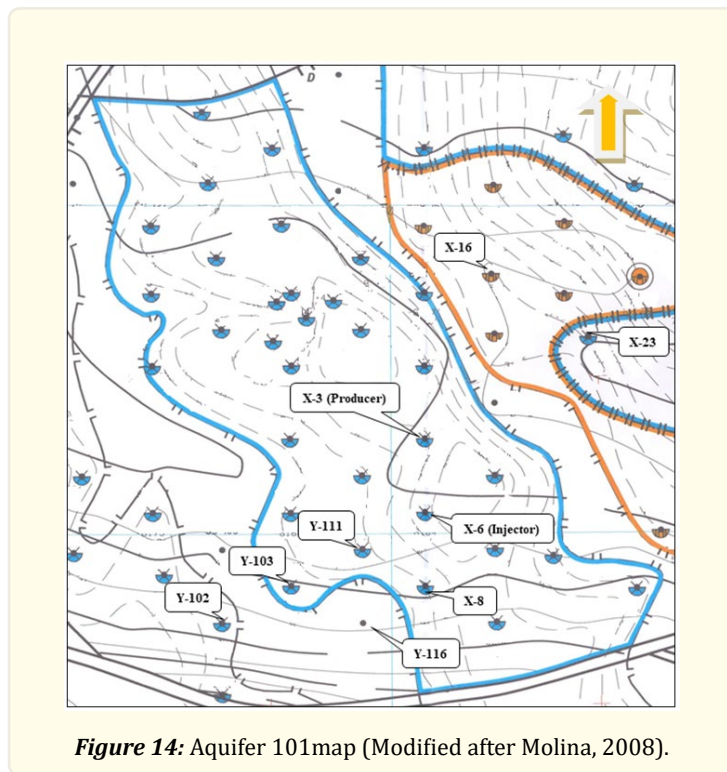 D
X-16
X-23
X-3 (Producer)
X-6 (Injector)
Y-111
Y-103
X-8
Y-102
Y-116
Figure 14: Aquifer 101map (Modified after Molina, 2008).